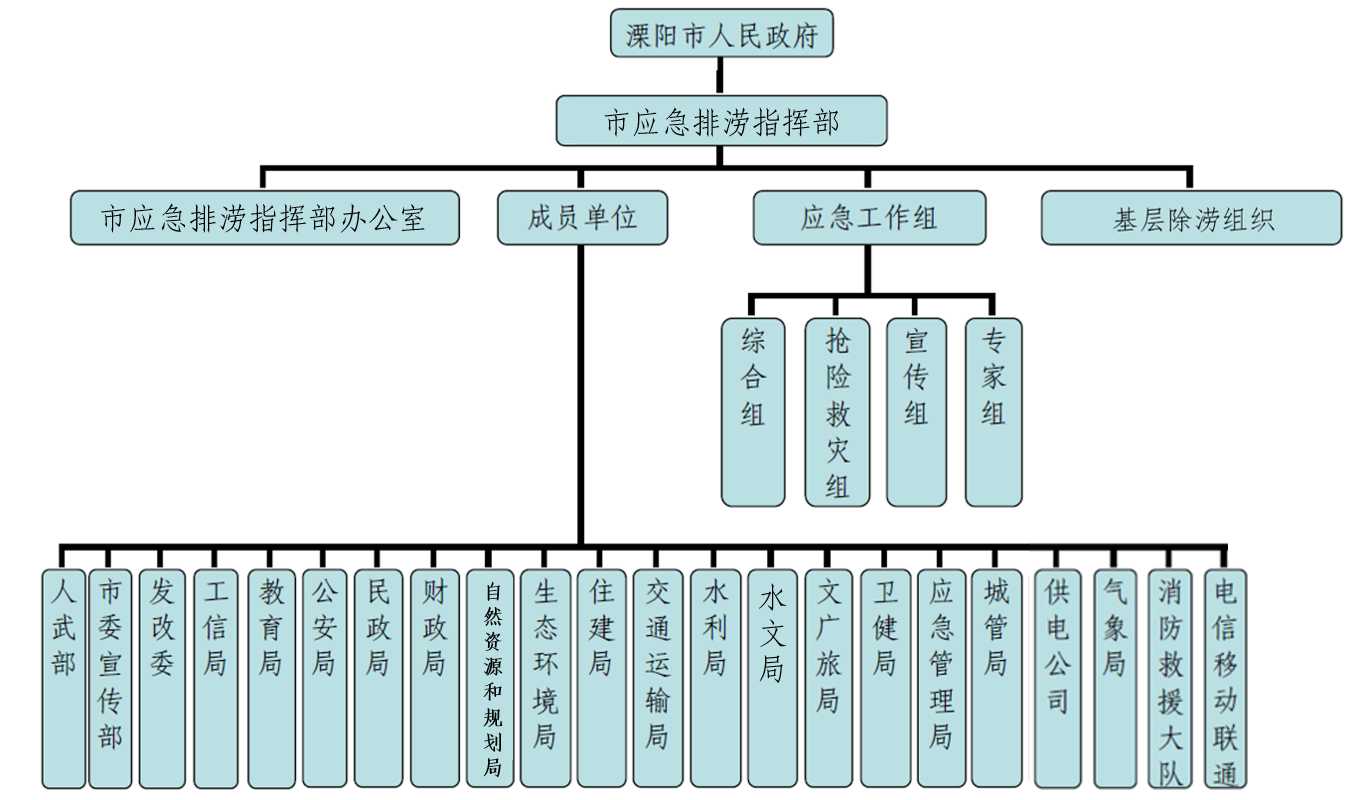 溧阳市人民政府
市应急排涝指挥部
市应急排涝指挥部办公室
成员单位
应急工作组
基层除涝组织
综合组
抢险救灾组
宣传组
专家组
人武部
市委宣传部
发改委
工信局
教育局
公安局
民政局
财政局
自然资源和规划局
生态环境局
住建局
交通运输局
水利局
水文局
文广旅局
卫健局
应急管理局
城管局
供电公司
气象局
消防救援大队
电信移动联通